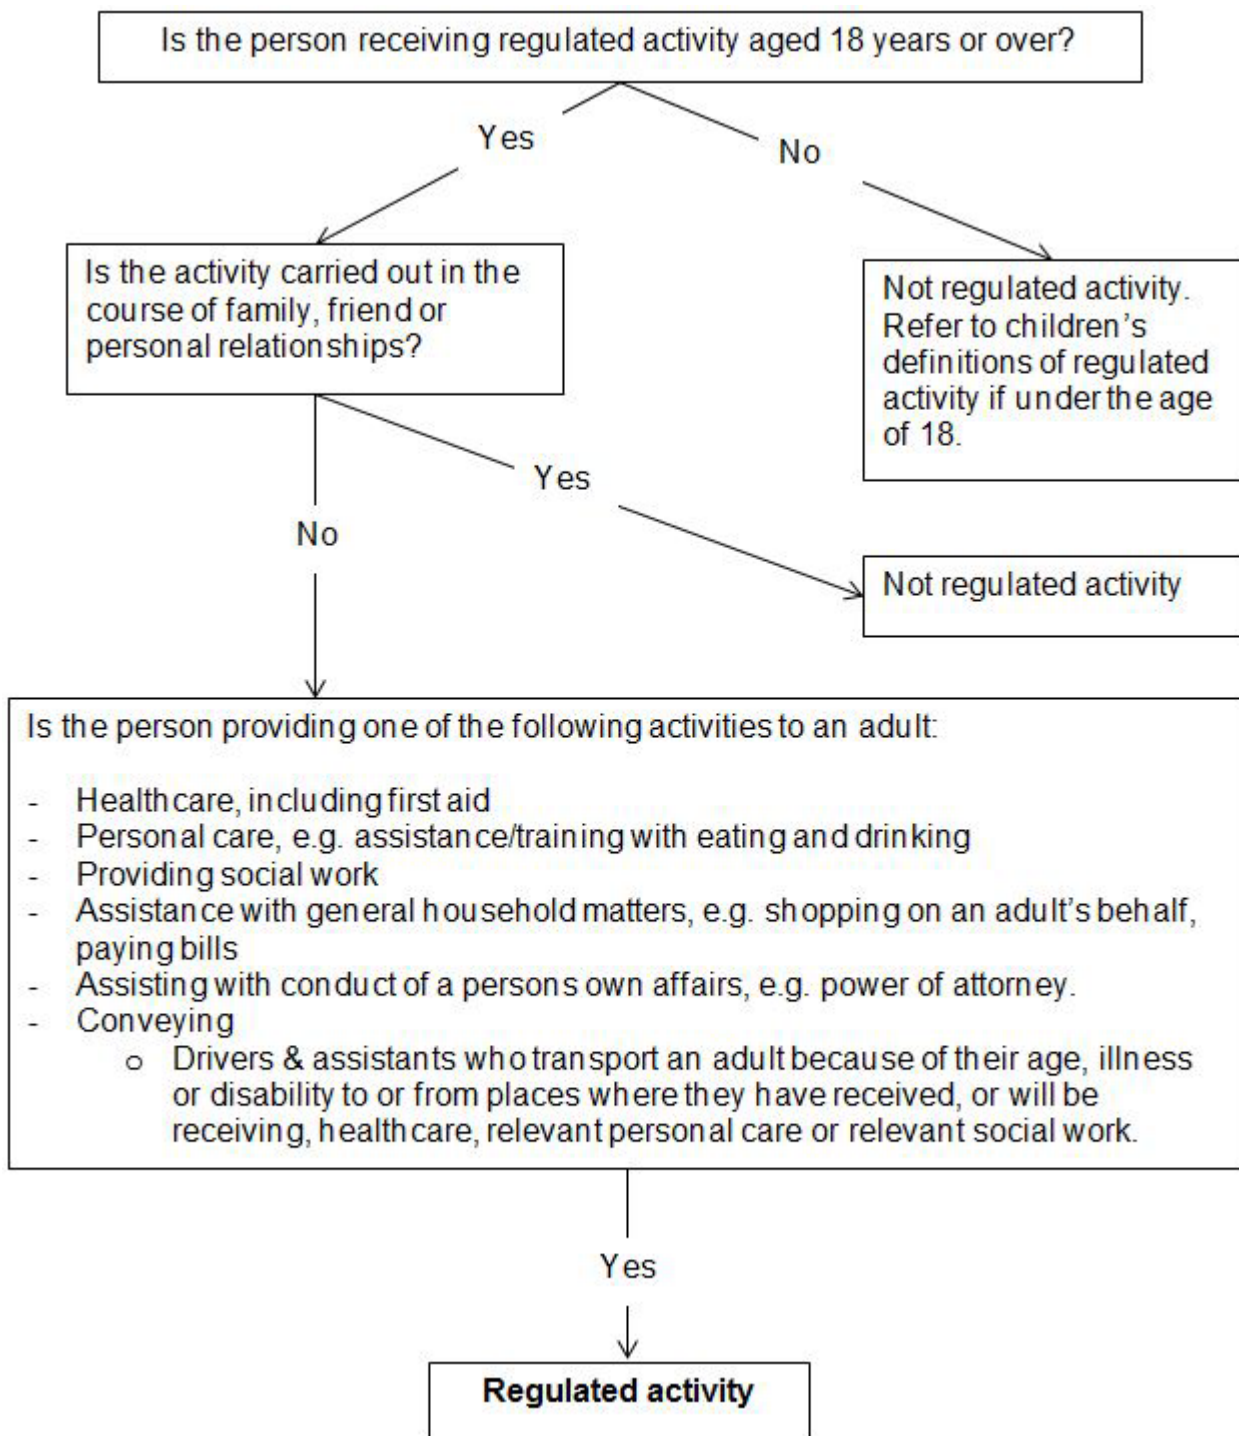 Is the person receiving regulated activity aged 18 years or over?
Yes
No
Is the activity carried out in the
course of family, friend or
personal relationships?
Not regulated activity.
Refer to children's
definitions of regulated
activity if under the age
of 18.
Yes
No
Not regulated activity
Is the person providing one of the following activities to an adult:
- Healthcare, including first aid
- Personal care, e.g. assistance/training with eating and drinking
- Providing social work
- Assistance with general household matters, e.g. shopping on an adult's behalf,
paying bills
- Assisting with conduct of a persons own affairs, e.g. power of attorney.
- Conveying
o Drivers & assistants who transport an adult because of their age, illness
or disability to or from places where they have received, or will be
receiving, healthcare, relevant personal care or relevant social work.
Yes
Regulated activity